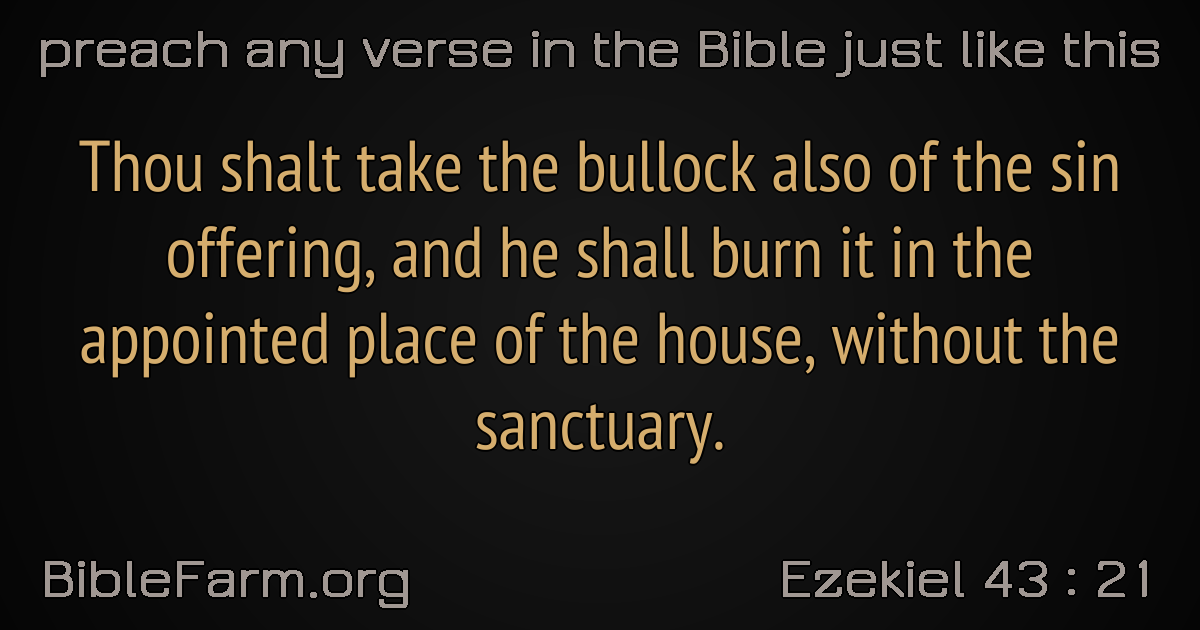 preach any verse in the Bible just like this
Thou shalt take the bullock also of the sin
offering, and he shall burn it in the
appointed place of the house, without the
sanctuary.
BibleFarm.org
Ezekiel 43 : 21